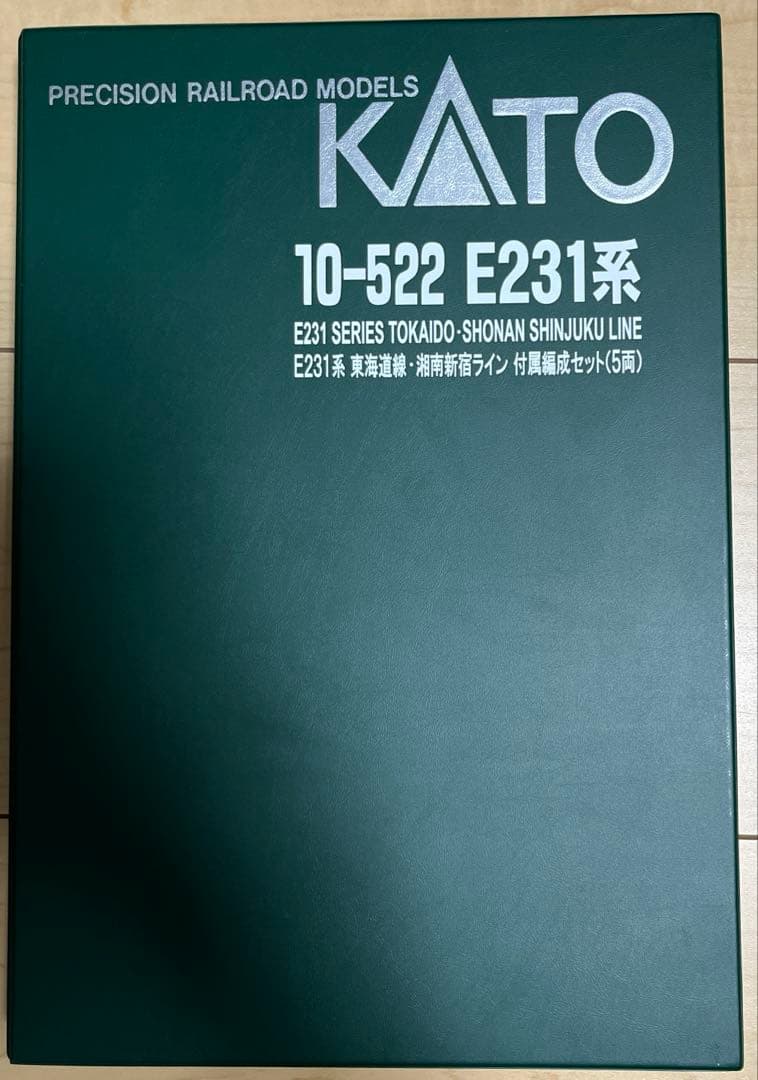 PRECISION RAILROAD MODELS
KATO
10-522 E231系
E231 SERIES TOKAIDO·SHONAN SHINJUKU LINE
E231系 東海道線・湘南新宿ライン 付属編成セット(5両)